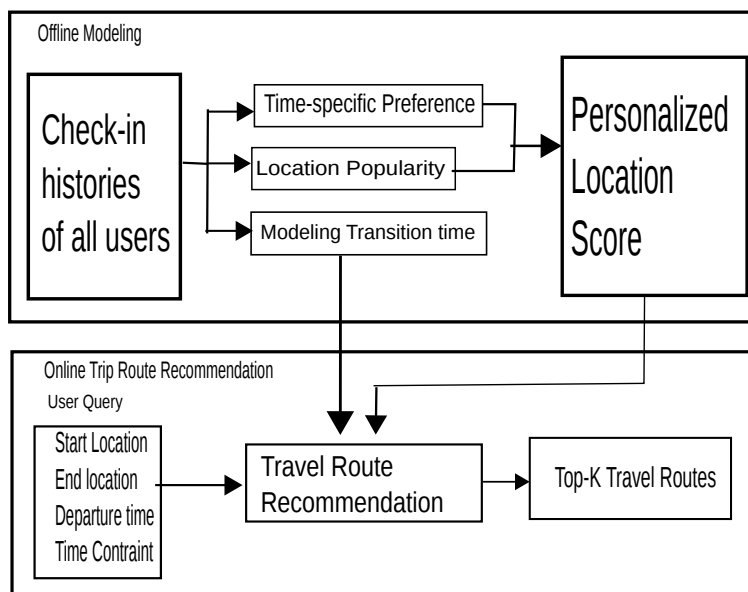 Offline Modeling
Check-in
histories
of all users
Time-specific Preference
Location Popularity
Modeling Transition time
Personalized
Location
Score
Online Trip Route Recommendation
User Query
Start Location
End location
Departure time
Time Contraint
Travel Route
Recommendation
Top-K Travel Routes